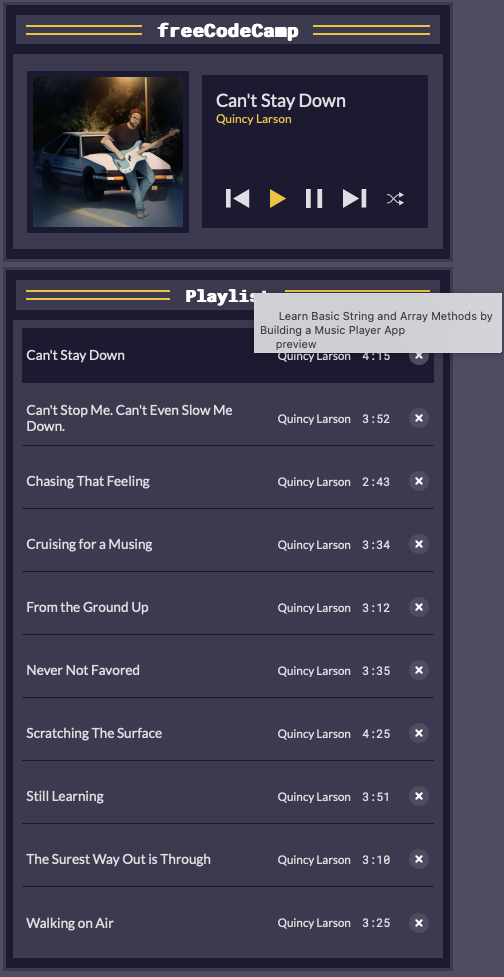 freeCodeCamp
Can't Stay Down
Quincy Larson
Playlist
Learn Basic String and Array Methods by
Building a Music Player App
preview
Can't Stay Down Quincy Larson 4:15
Can't Stop Me. Can't Even Slow Me
Down. Quincy Larson 3:52
Chasing That Feeling Quincy Larson 2:43
Cruising for a Musing Quincy Larson 3:34
From the Ground Up Quincy Larson 3:12
Never Not Favored Quincy Larson 3:35
Scratching The Surface Quincy Larson 4:25
Still Learning Quincy Larson 3:51
The Surest Way Out is Through Quincy Larson 3:10
Walking on Air Quincy Larson 3:25